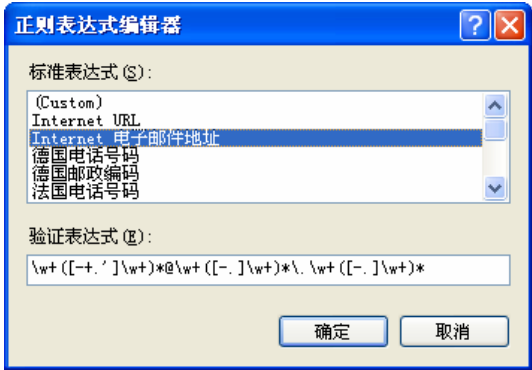 正则表达式编辑器
标准表达式(S):
(Custom)
Internet URL
Internet 电子邮件地址
德国电话号码
德国邮政编码
法国电话号码
验证表达式(E):
\w+([-+.']\w+)*@\w+([-.]\w+)*\.\w+([-.]\w+)*
确定 取消